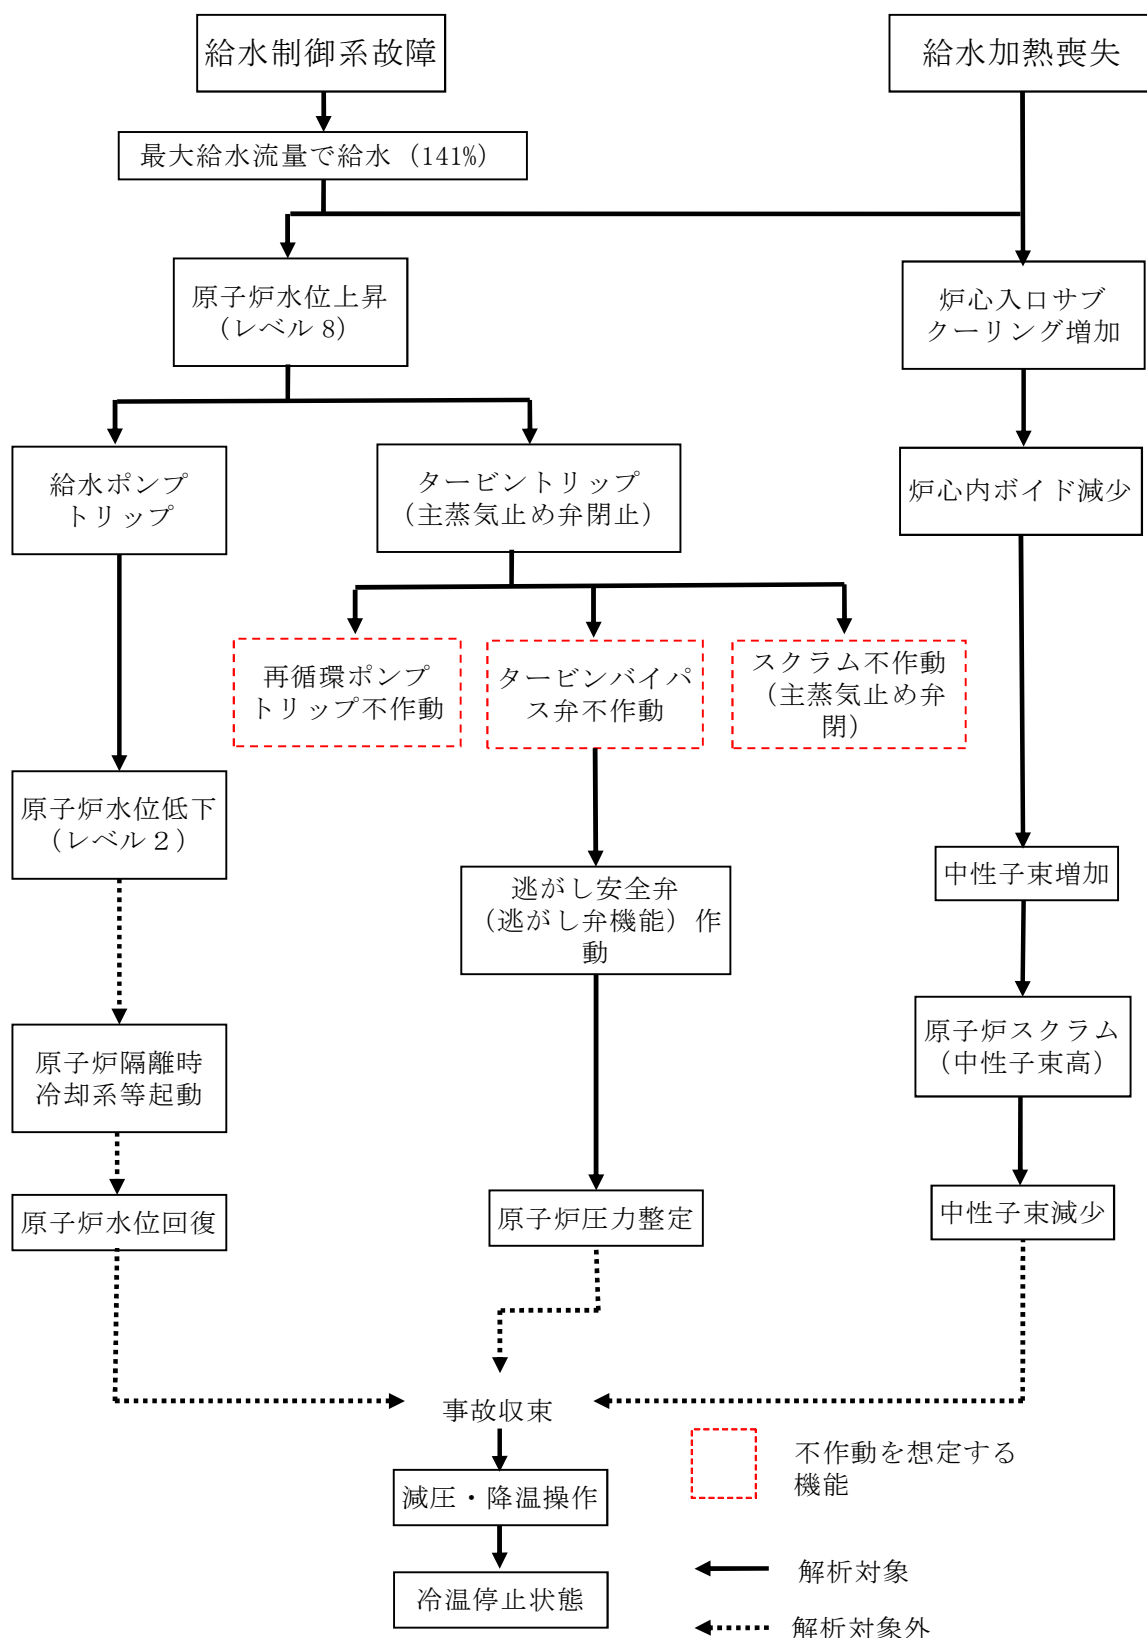 給水制御系故障
給水加熱喪失
最大給水流量で給水（141%）
原子炉水位上昇
（レベル 8）
炉心入口サブ
クーリング増加
給水ポンプ
トリップ
タービントリップ
（主蒸気止め弁閉止）
炉心内ボイド減少
再循環ポンプ
トリップ不作動
タービンバイパ
ス弁不作動
スクラム不作動
（主蒸気止め弁
閉）
原子炉水位低下
（レベル２）
中性子束増加
逃がし安全弁
（逃がし弁機能）作
動
原子炉隔離時
冷却系等起動
原子炉スクラム
（中性子束高）
原子炉水位回復
原子炉圧力整定
中性子束減少
事故収束
減圧・降温操作
冷温停止状態
不作動を想定する
機能
解析対象
解析対象外